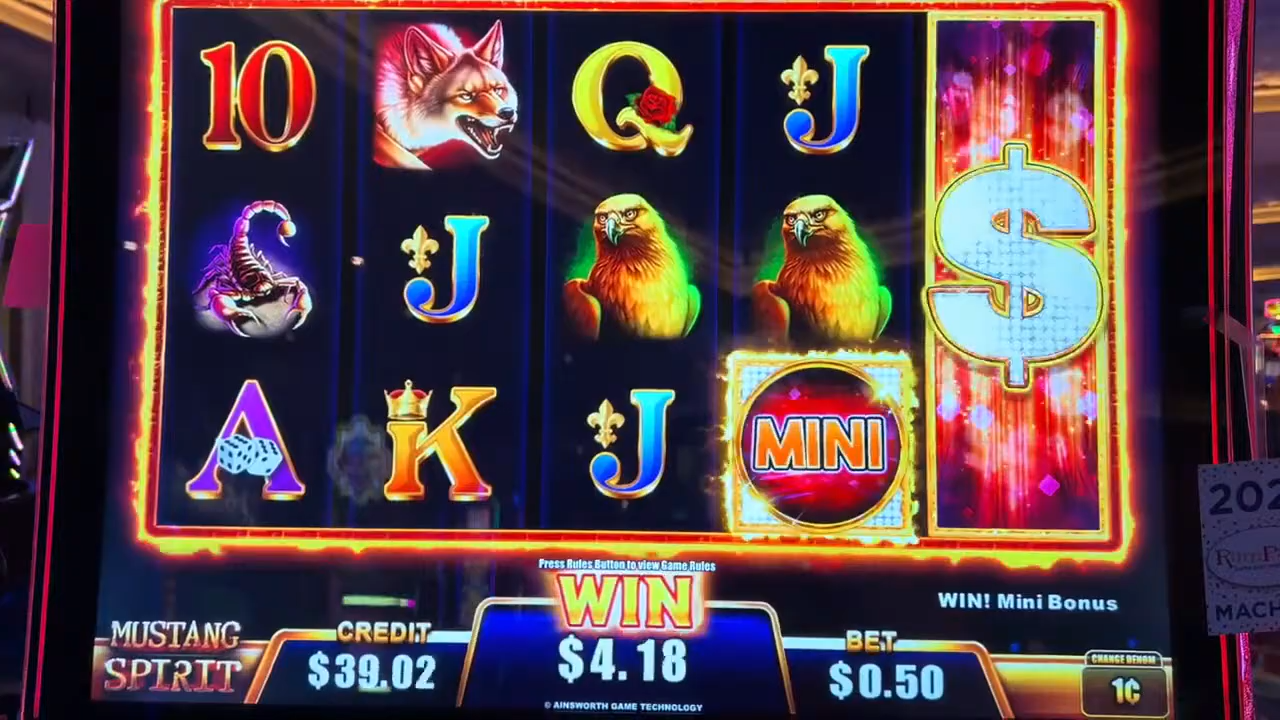 10
Q
J
$
J
A
K
J
MINI
Press Rules Button to view Game Rules
WIN
WIN! Mini Bonus
MUSTANG
SPIRIT
CREDIT
$39.02
$4.18
BET
$0.50
CHANGE DENOM
1¢
© AINSWORTH GAME TECHNOLOGY
202
MACH